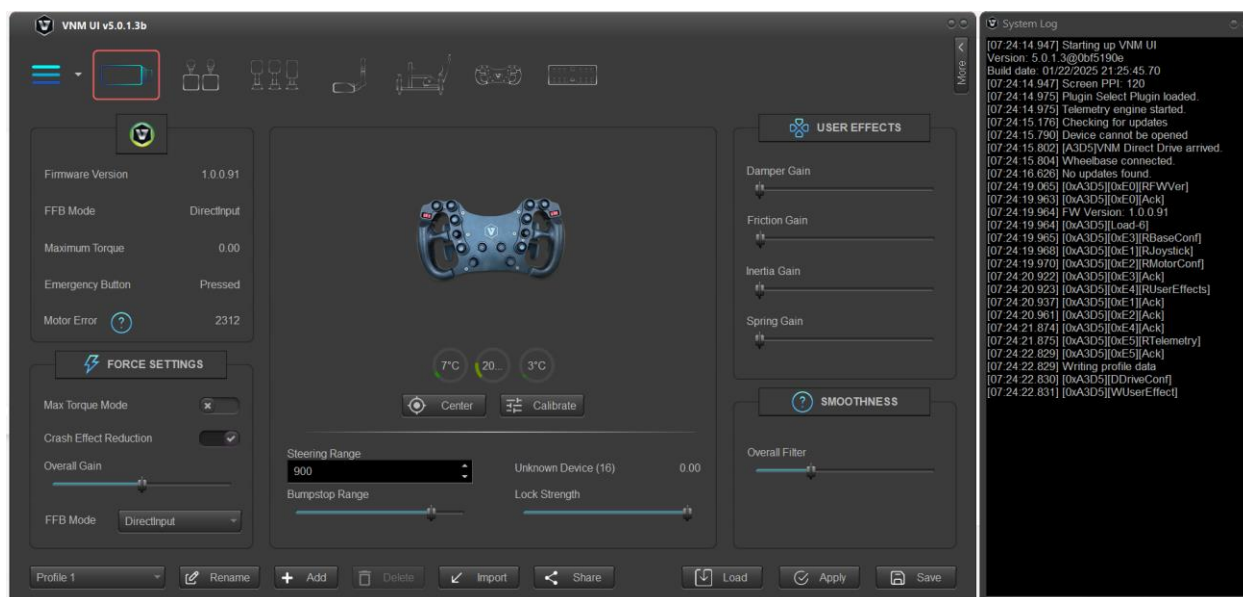 VNM UI v5.0.1.3b
More
Firmware Version 1.0.0.91
FFB Mode DirectInput
Maximum Torque 0.00
Emergency Button Pressed
Motor Error ? 2312
FORCE SETTINGS
Max Torque Mode
Crash Effect Reduction
Overall Gain
FFB Mode DirectInput
7°C 20... 3°C
Center Calibrate
Steering Range
900
Unknown Device (16) 0.00
Bumpstop Range Lock Strength
USER EFFECTS
Damper Gain
Friction Gain
Inertia Gain
Spring Gain
? SMOOTHNESS
Overall Filter
Profile 1 Rename Add Delete Import Share Load Apply Save
System Log
[07:24:14.947] Starting up VNM UI
Version: 5.0.1.3@0bf5190e
Build date: 01/22/2025 21:25:45.70
[07:24:14.947] Screen PPI: 120
[07:24:14.975] Plugin Select Plugin loaded.
[07:24:14.975] Telemetry engine started.
[07:24:15.176] Checking for updates
[07:24:15.790] Device cannot be opened
[07:24:15.802] [A3D5]VNM Direct Drive arrived.
[07:24:15.804] Wheelbase connected.
[07:24:16.626] No updates found.
[07:24:19.065] [0xA3D5][0xE0][RFWVer]
[07:24:19.963] [0xA3D5][0xE0][Ack]
[07:24:19.964] FW Version: 1.0.0.91
[07:24:19.964] [0xA3D5][Load-6]
[07:24:19.965] [0xA3D5][0xE3][RBaseConf]
[07:24:19.968] [0xA3D5][0xE1][RJoystick]
[07:24:19.970] [0xA3D5][0xE2][RMotorConf]
[07:24:20.922] [0xA3D5][0xE3][Ack]
[07:24:20.923] [0xA3D5][0xE4][RUserEffects]
[07:24:20.937] [0xA3D5][0xE1][Ack]
[07:24:20.961] [0xA3D5][0xE2][Ack]
[07:24:21.874] [0xA3D5][0xE4][Ack]
[07:24:21.875] [0xA3D5][0xE5][RTelemetry]
[07:24:22.829] [0xA3D5][0xE5][Ack]
[07:24:22.829] Writing profile data
[07:24:22.830] [0xA3D5][DDriveConf]
[07:24:22.831] [0xA3D5][WUserEffect]